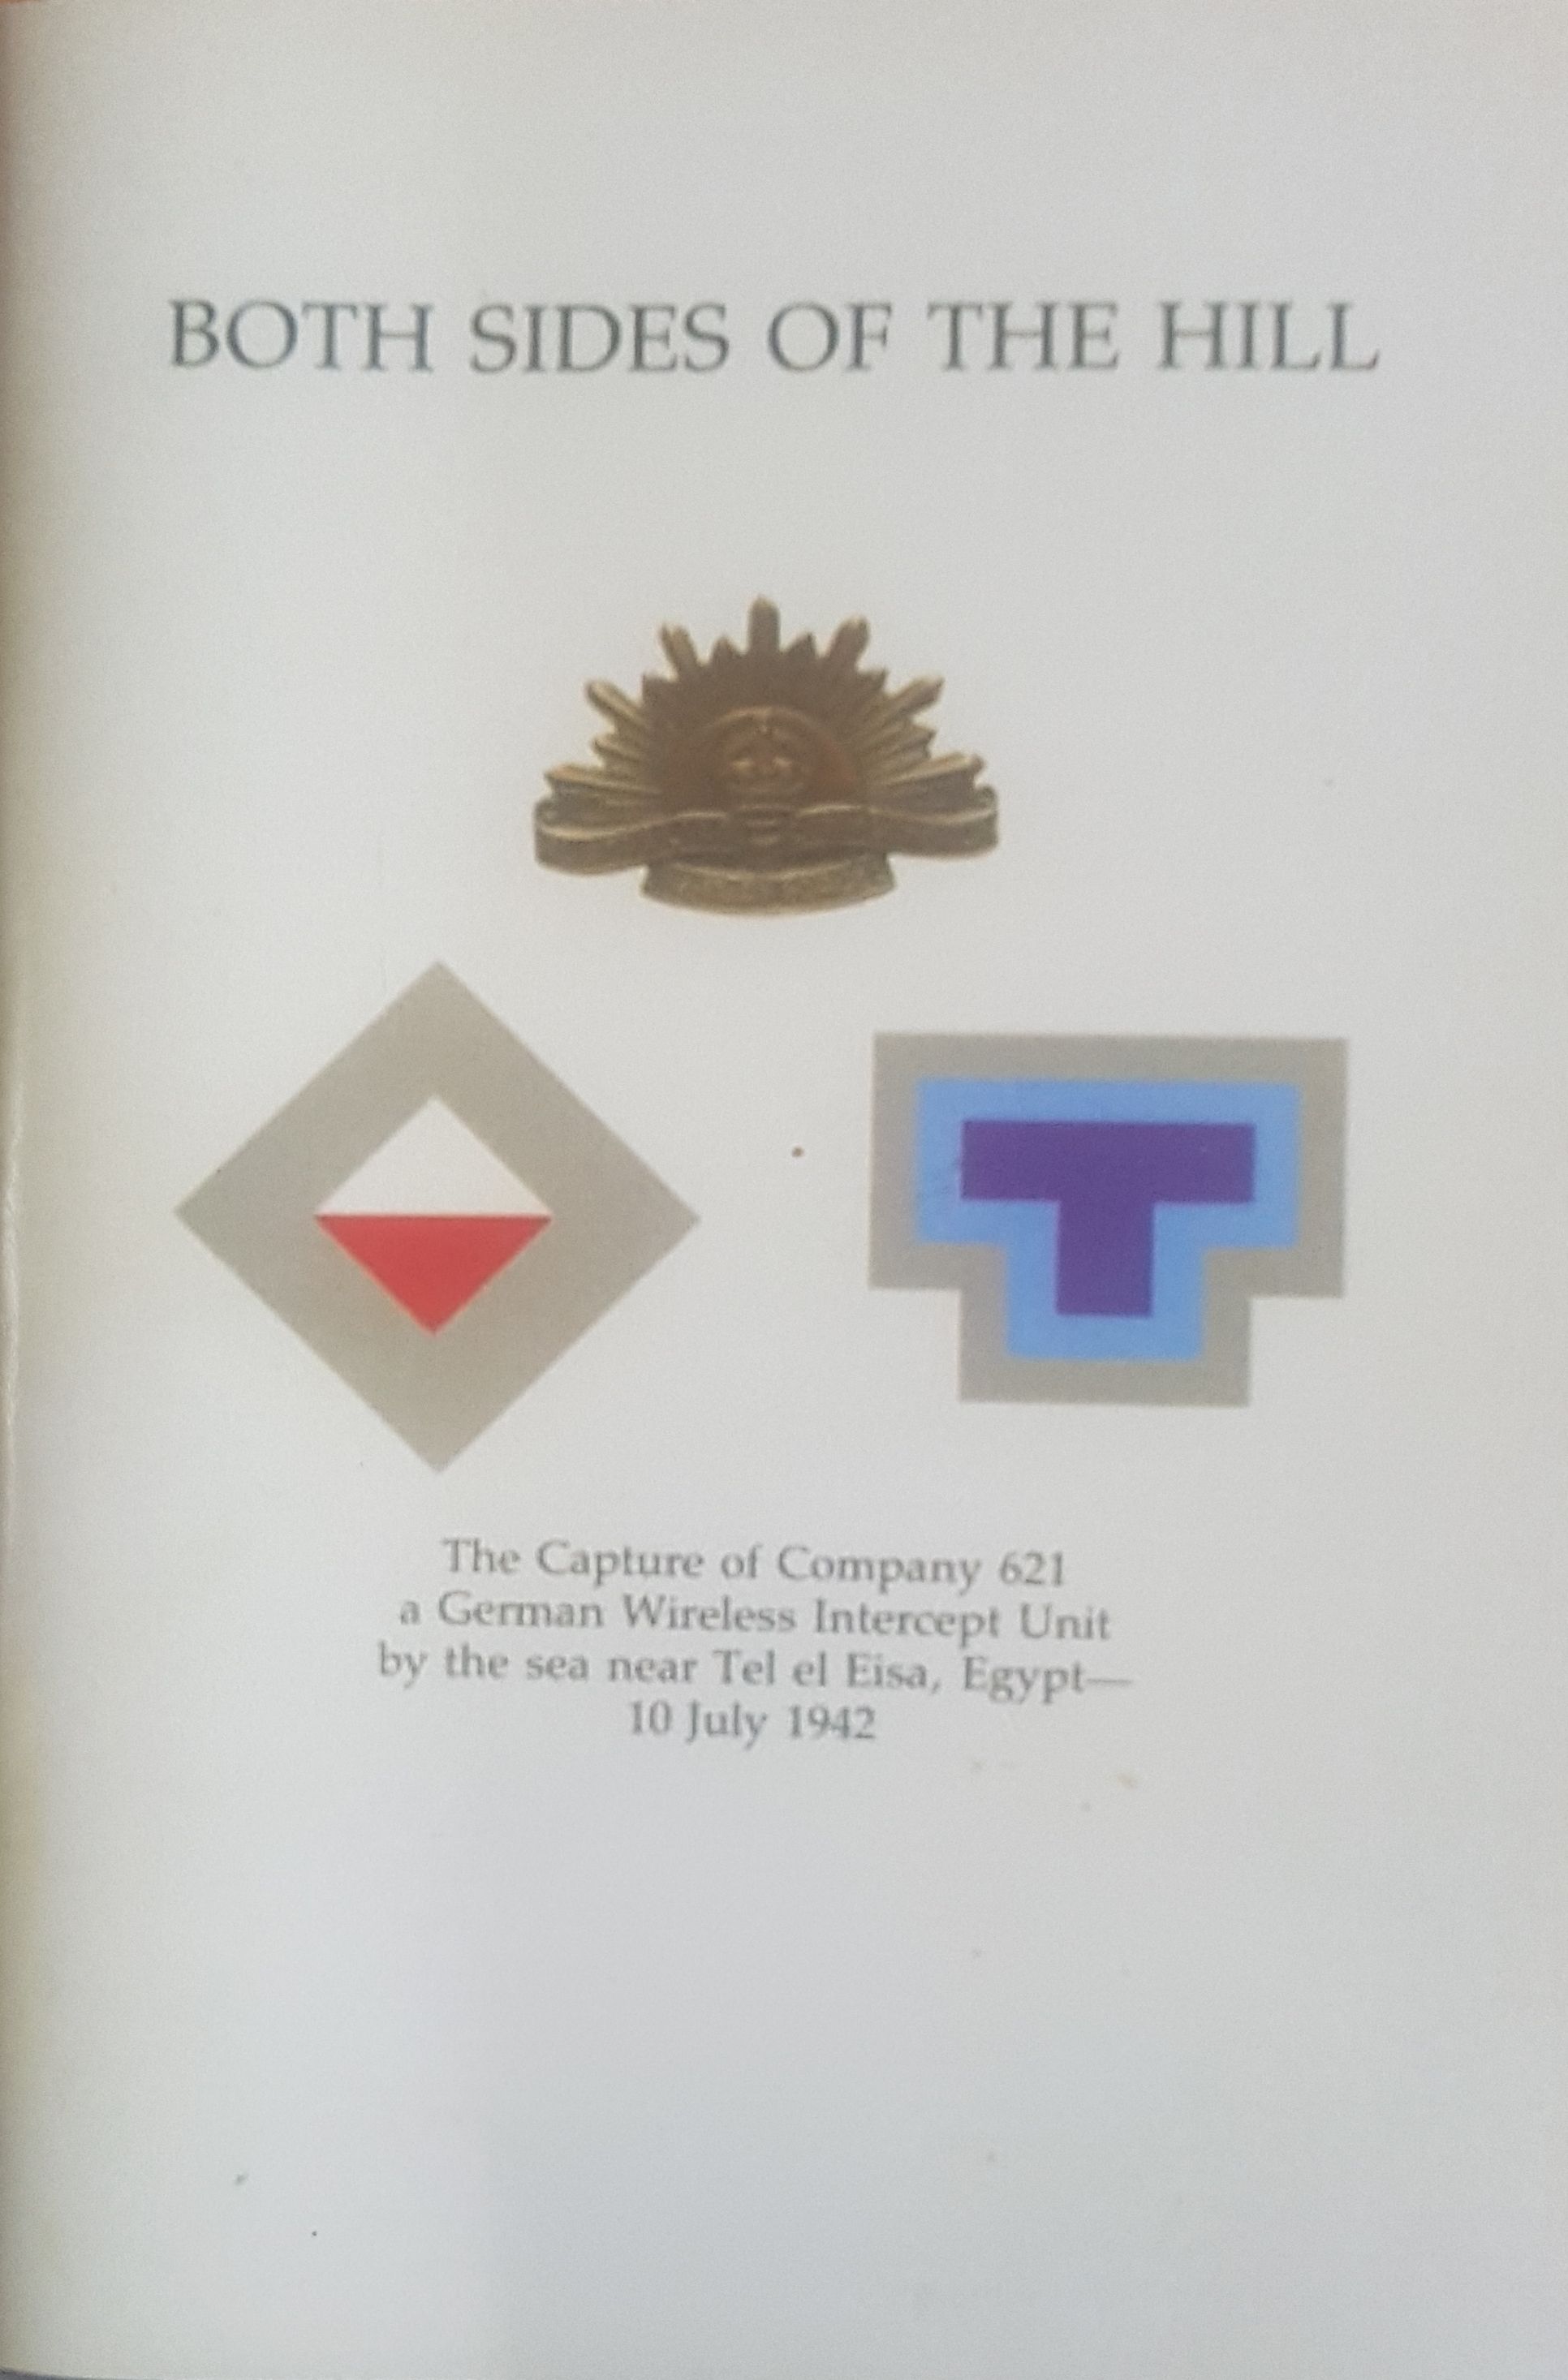 BOTH SIDES OF THE HILL
The Capture of Company 621
a German Wireless Intercept Unit
by the sea near Tel el Eisa, Egypt—
10 July 1942